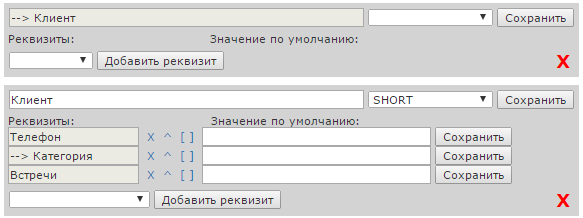 --> Клиент Сохранить
Реквизиты: Значение по умолчанию:
Добавить реквизит X
Клиент SHORT Сохранить
Реквизиты: Значение по умолчанию:
Телефон X ^ [ ] Сохранить
--> Категория X ^ [ ] Сохранить
Встречи X ^ [ ] Сохранить
Добавить реквизит X